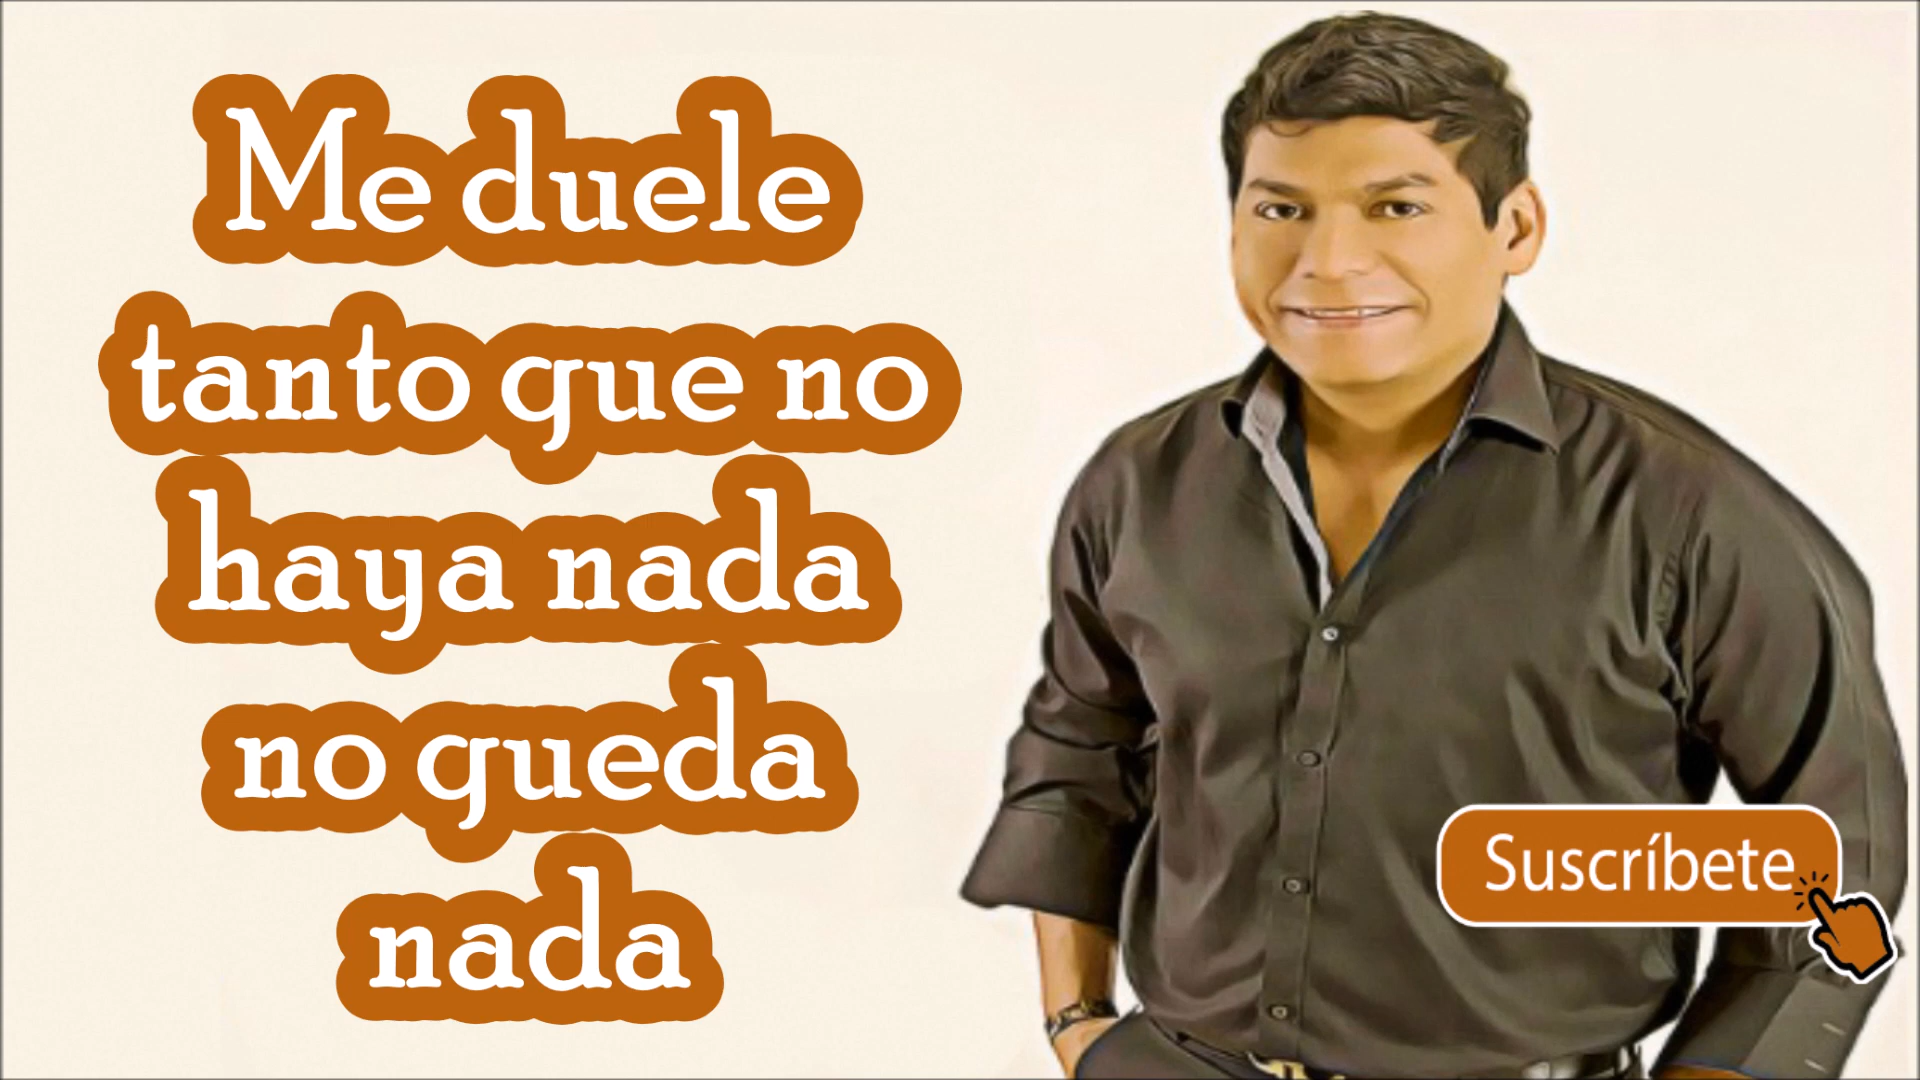 Me duele
tanto que no
haya nada
no queda
nada
Suscríbete